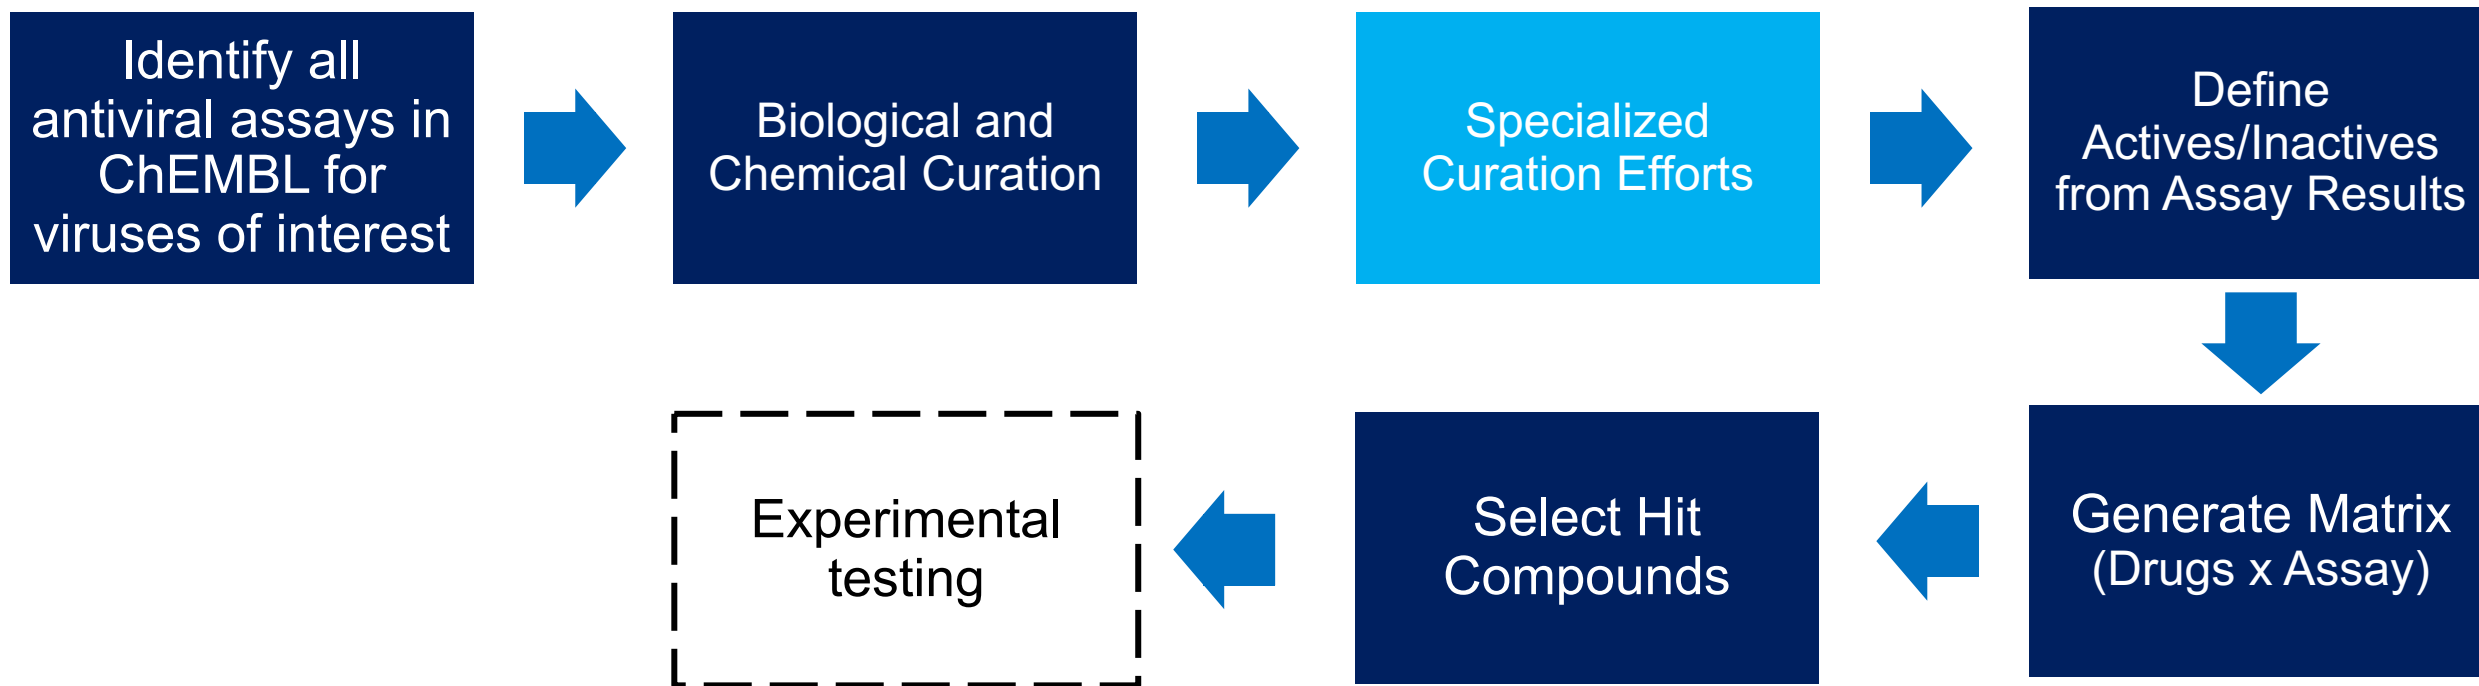 Identify all
antiviral assays in
ChEMBL for
viruses of interest
Biological and
Chemical Curation
Specialized
Curation Efforts
Define
Actives/Inactives
from Assay Results
Generate Matrix
(Drugs x Assay)
Select Hit
Compounds
Experimental
testing